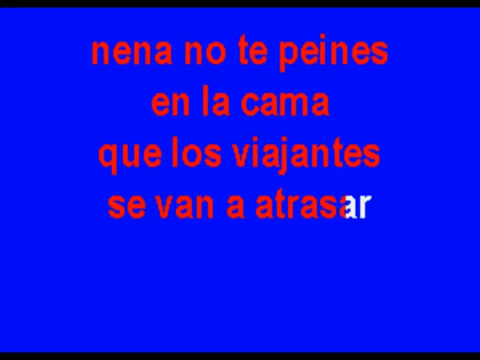 nena no te peines
en la cama
que los viajantes
se van a atrasar